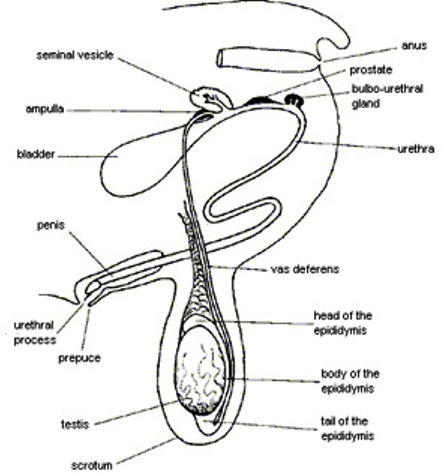 anus
seminal vesicle
prostate
bulbo-urethral
gland
ampulla
urethra
bladder
penis
vas deferens
head of the
epididymis
urethral
process
prepuce
body of the
epididymis
testis
tail of the
epididymis
scrotum